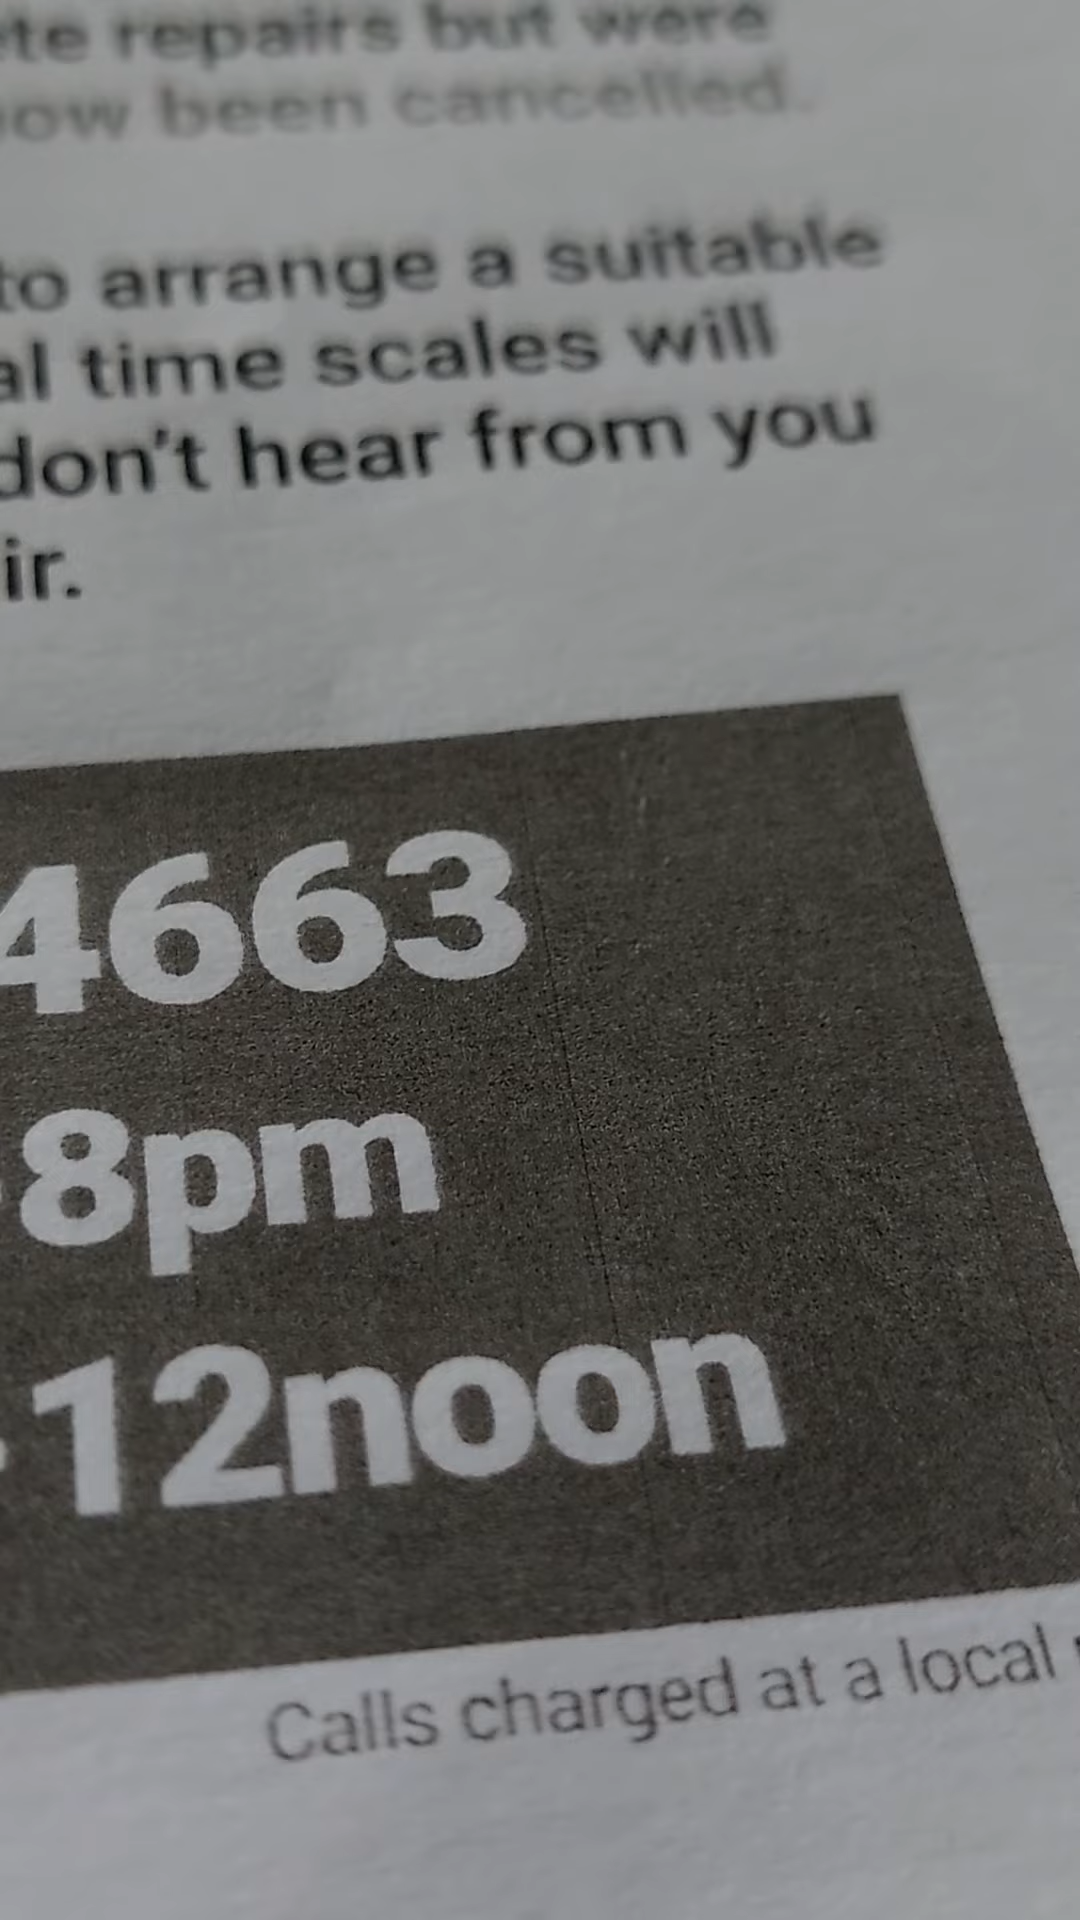 repairs but were
been cancelled.
to arrange a suitable
time scales will
don't hear from you
4663
8pm
12noon
Calls charged at a local